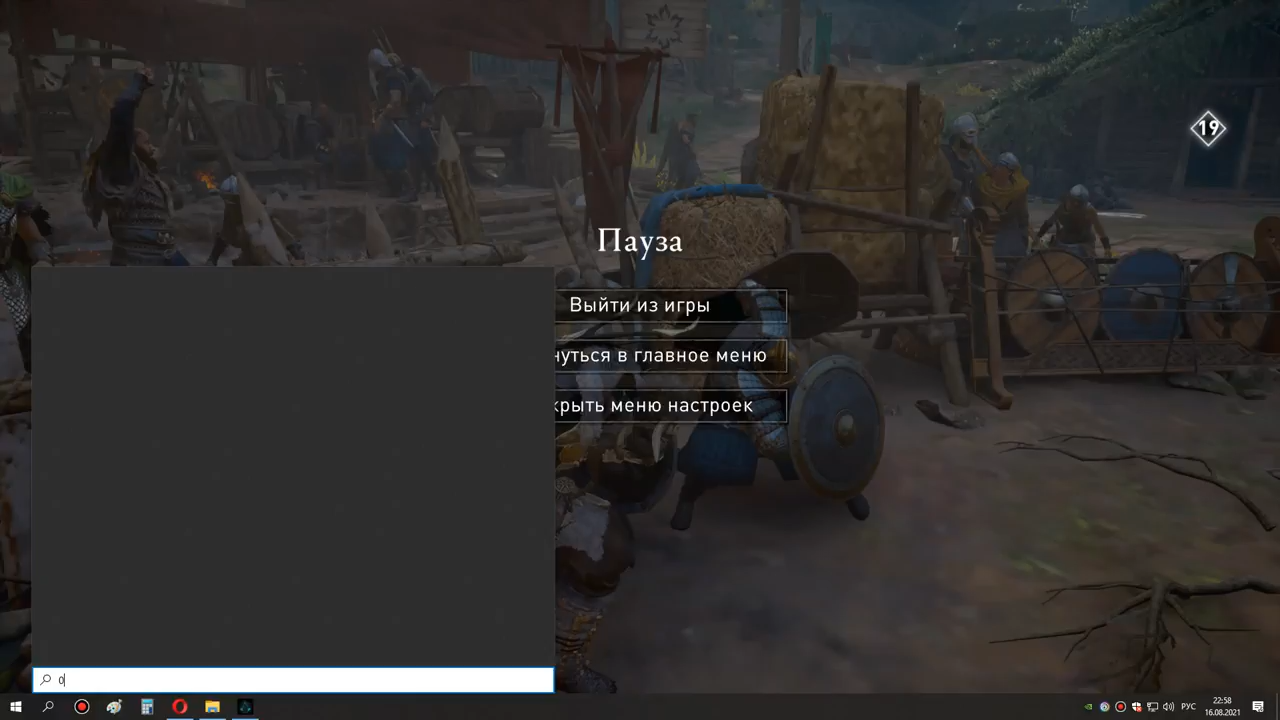 19
Пауза
Выйти из игры
нуться в главное меню
крыть меню настроек
0
РУС
22:58
16.08.2021